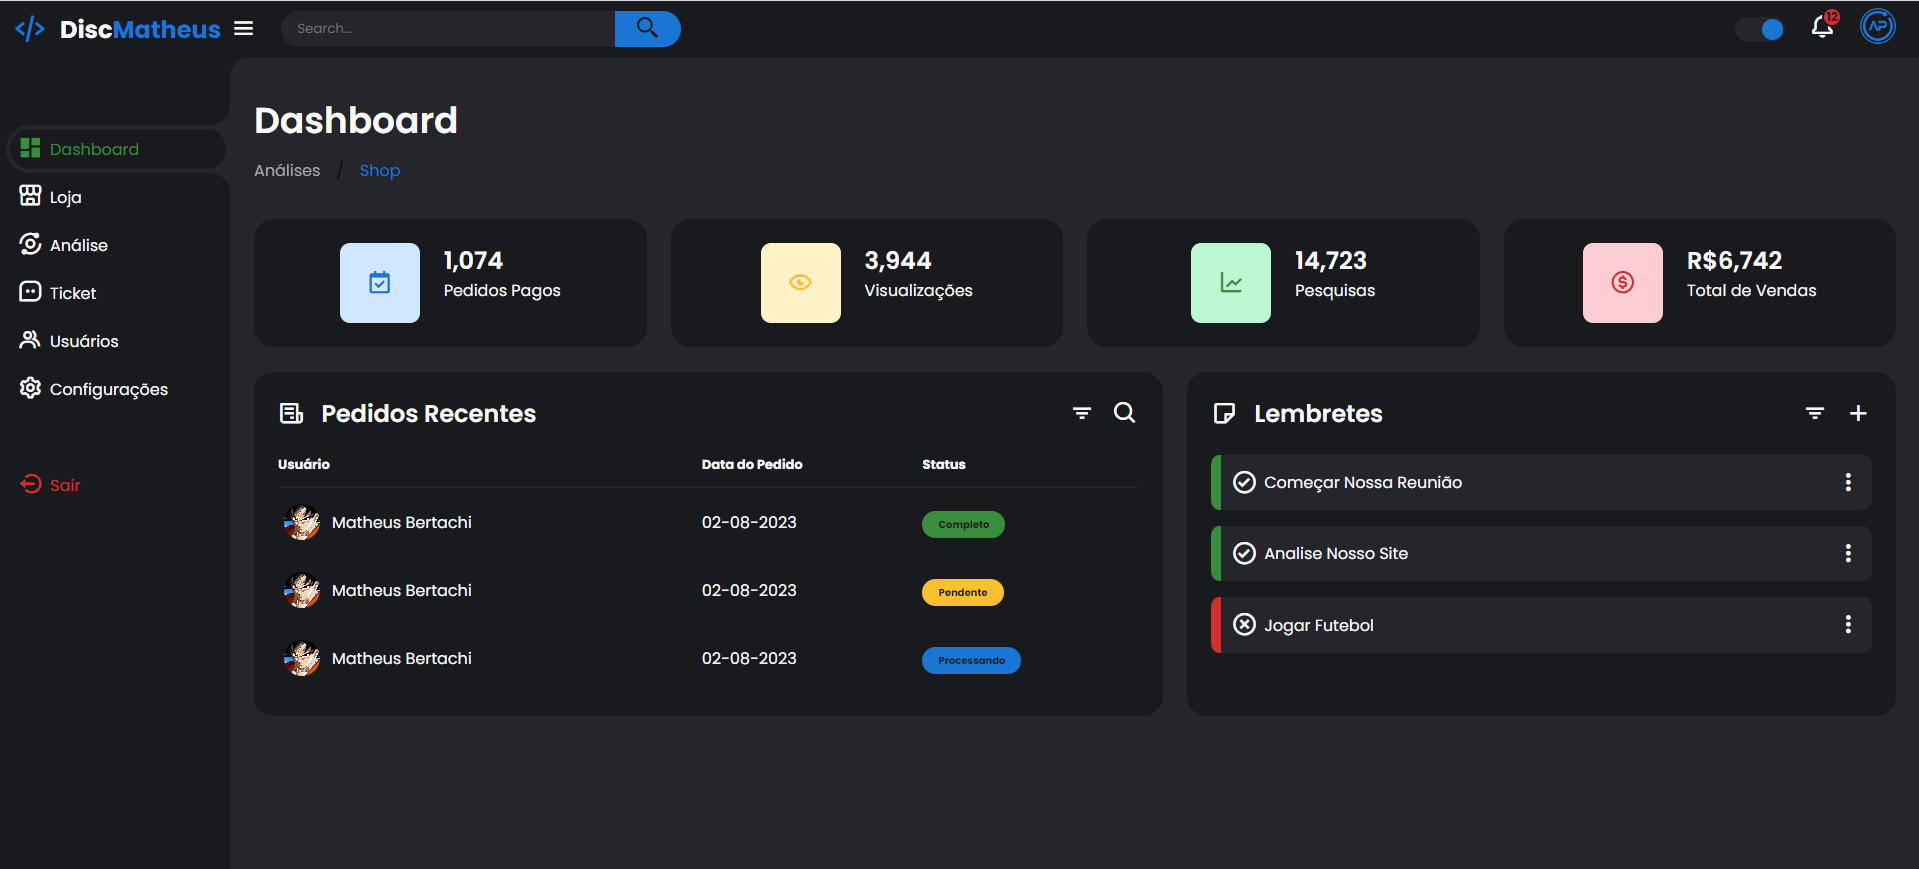 DiscMatheus
Search...
12
AP
Dashboard
Loja
Análise
Ticket
Usuários
Configurações
Sair
Dashboard
Análises / Shop
1,074
Pedidos Pagos
3,944
Visualizações
14,723
Pesquisas
R$6,742
Total de Vendas
Pedidos Recentes
Usuário Data do Pedido Status
Matheus Bertachi 02-08-2023 Completo
Matheus Bertachi 02-08-2023 Pendente
Matheus Bertachi 02-08-2023 Processando
Lembretes
Começar Nossa Reunião
Analise Nosso Site
Jogar Futebol